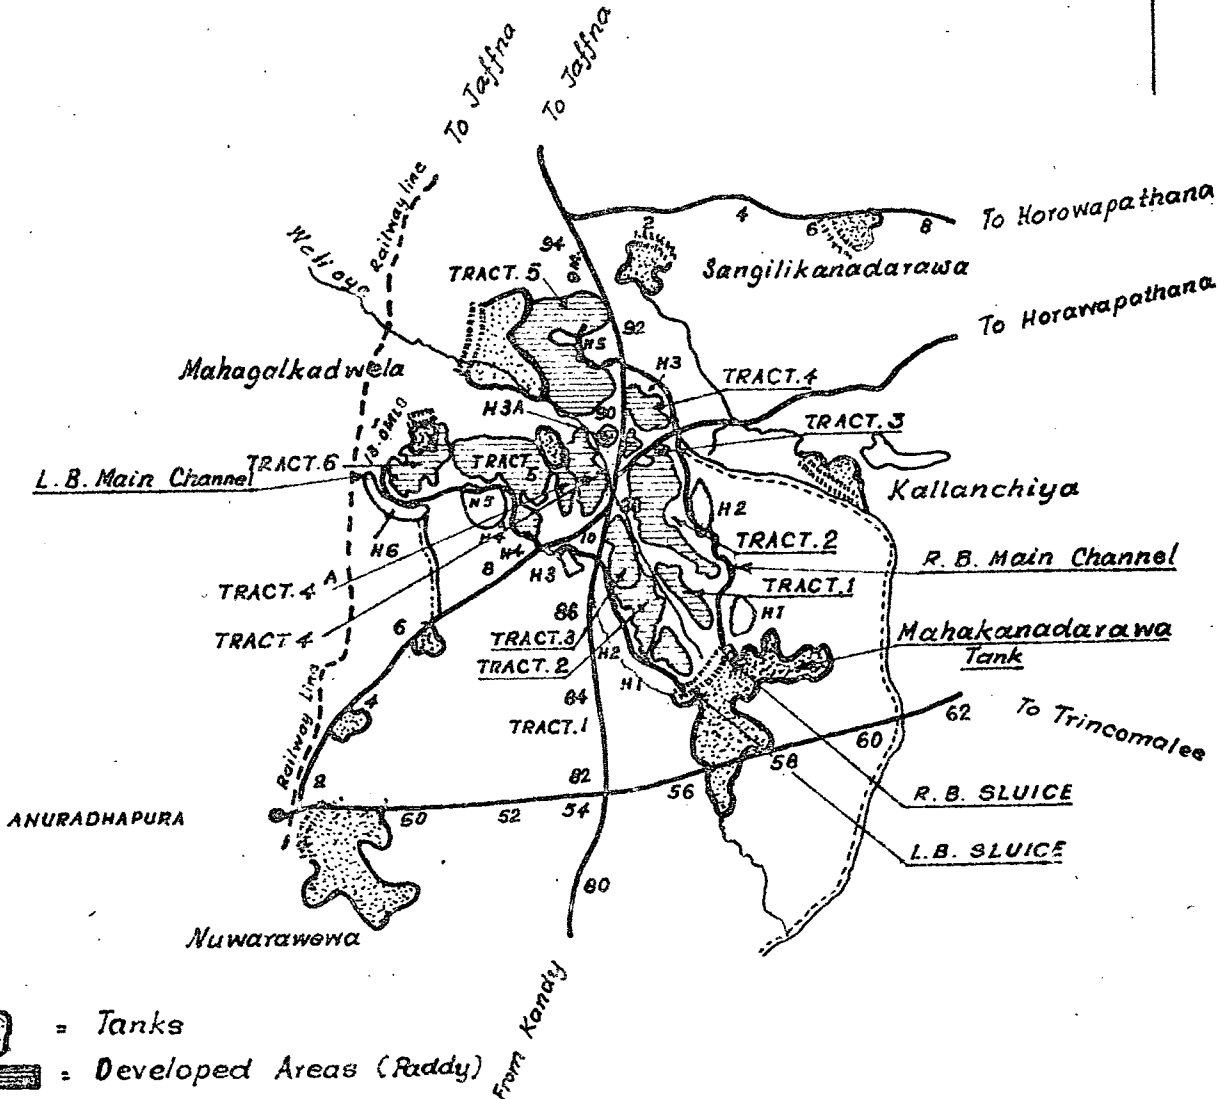 To Jaffna
To Jaffna
Railway line
To Horowapathana
2
4
6
8
Weli oya
94
9 M.
TRACT. 5
Sangilikanadarawa
To Horawapathana
92
H5
Mahagalkadwela
H3
TRACT. 4
H3A
90
TRACT. 3
TRACT. 6
TRACT. 5
L.B. Main Channel
H5
Kallanchiya
H2
88
H6
H4
H4
10
TRACT. 2
R.B. Main Channel
8
H3
TRACT. 4 A
TRACT. 1
86
H1
6
TRACT 4
TRACT. 3
H2
Mahakanadarawa
Tank
TRACT. 2
H1
Railway Line
4
84
TRACT. 1
62
To Trincomalee
60
58
2
82
56
R.B. SLUICE
ANURADHAPURA
50
52
54
L.B. SLUICE
80
Nuwarawewa
From Kandy
= Tanks
= Developed Areas (Paddy)